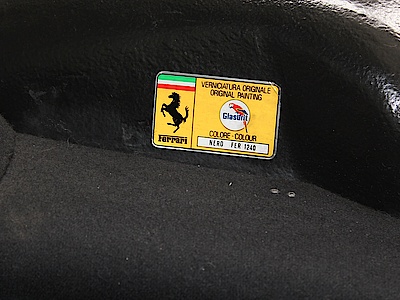 VERNICIATURA ORIGINALE
ORIGINAL PAINTING
Glasurit
COLORE - COLOUR
NERO FER 1240
Ferrari